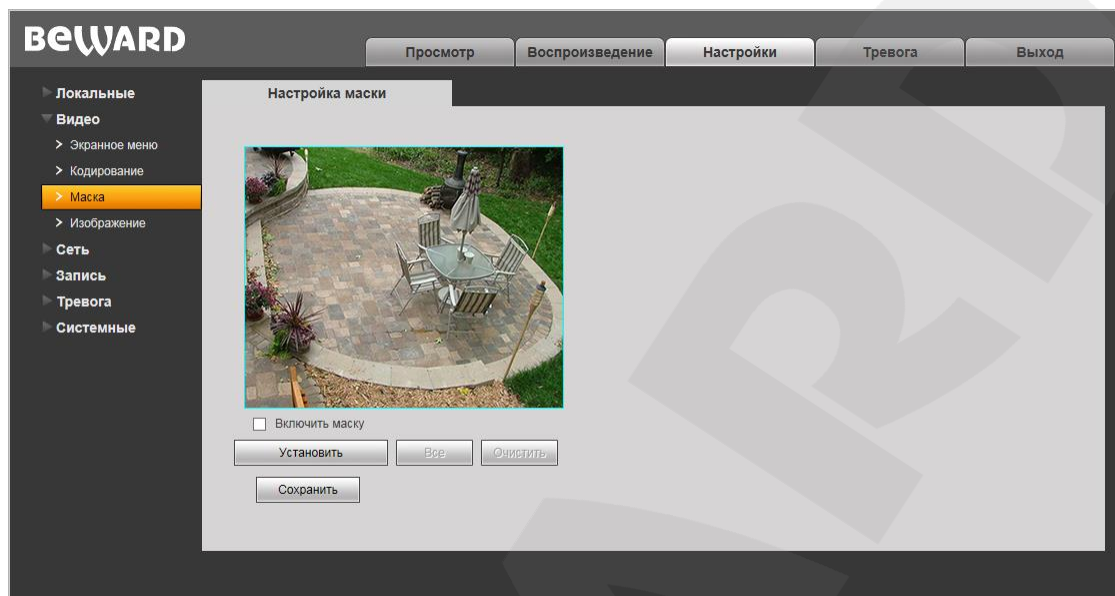 BEWARD
Просмотр Воспроизведение Настройки Тревога Выход
Локальные
Видео
> Экранное меню
> Кодирование
> Маска
> Изображение
Сеть
Запись
Тревога
Системные
Настройка маски
Включить маску
Установить Все Очистить
Сохранить